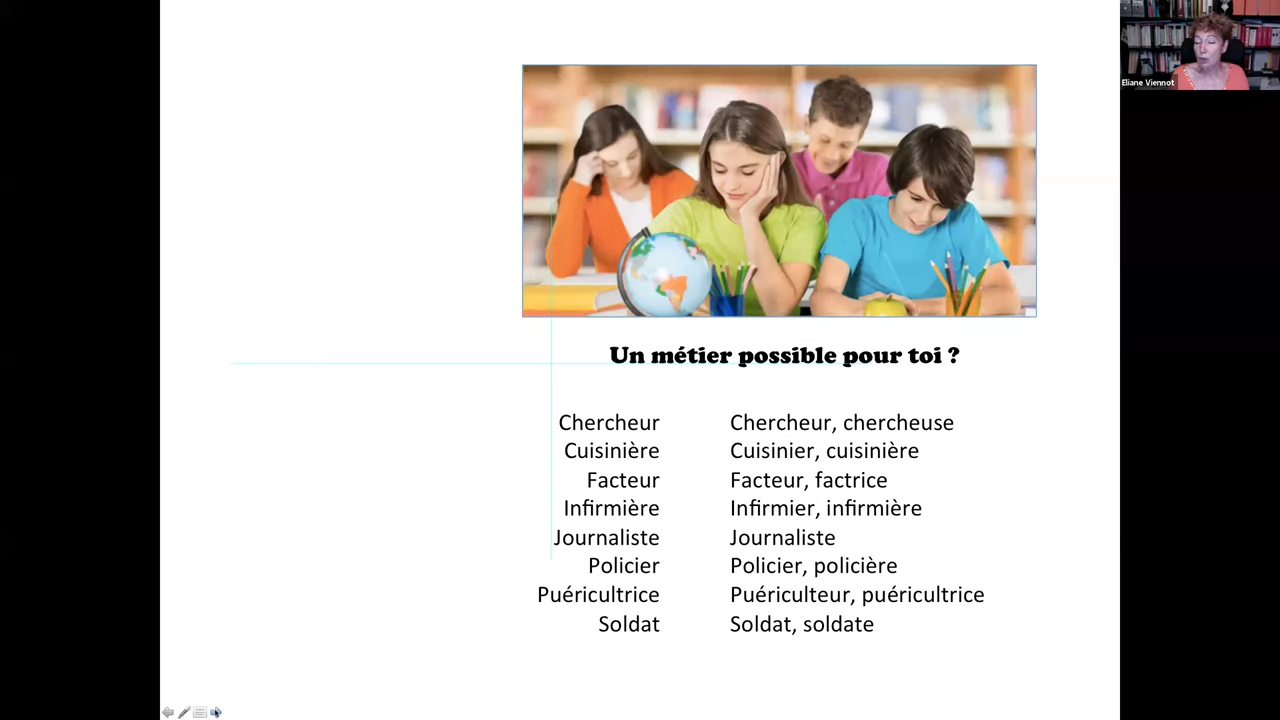 Eliane Viennot
Un métier possible pour toi ?
Chercheur Chercheur, chercheuse
Cuisinière Cuisinier, cuisinière
Facteur Facteur, factrice
Infirmière Infirmier, infirmière
Journaliste Journaliste
Policier Policier, policière
Puéricultrice Puériculteur, puéricultrice
Soldat Soldat, soldate